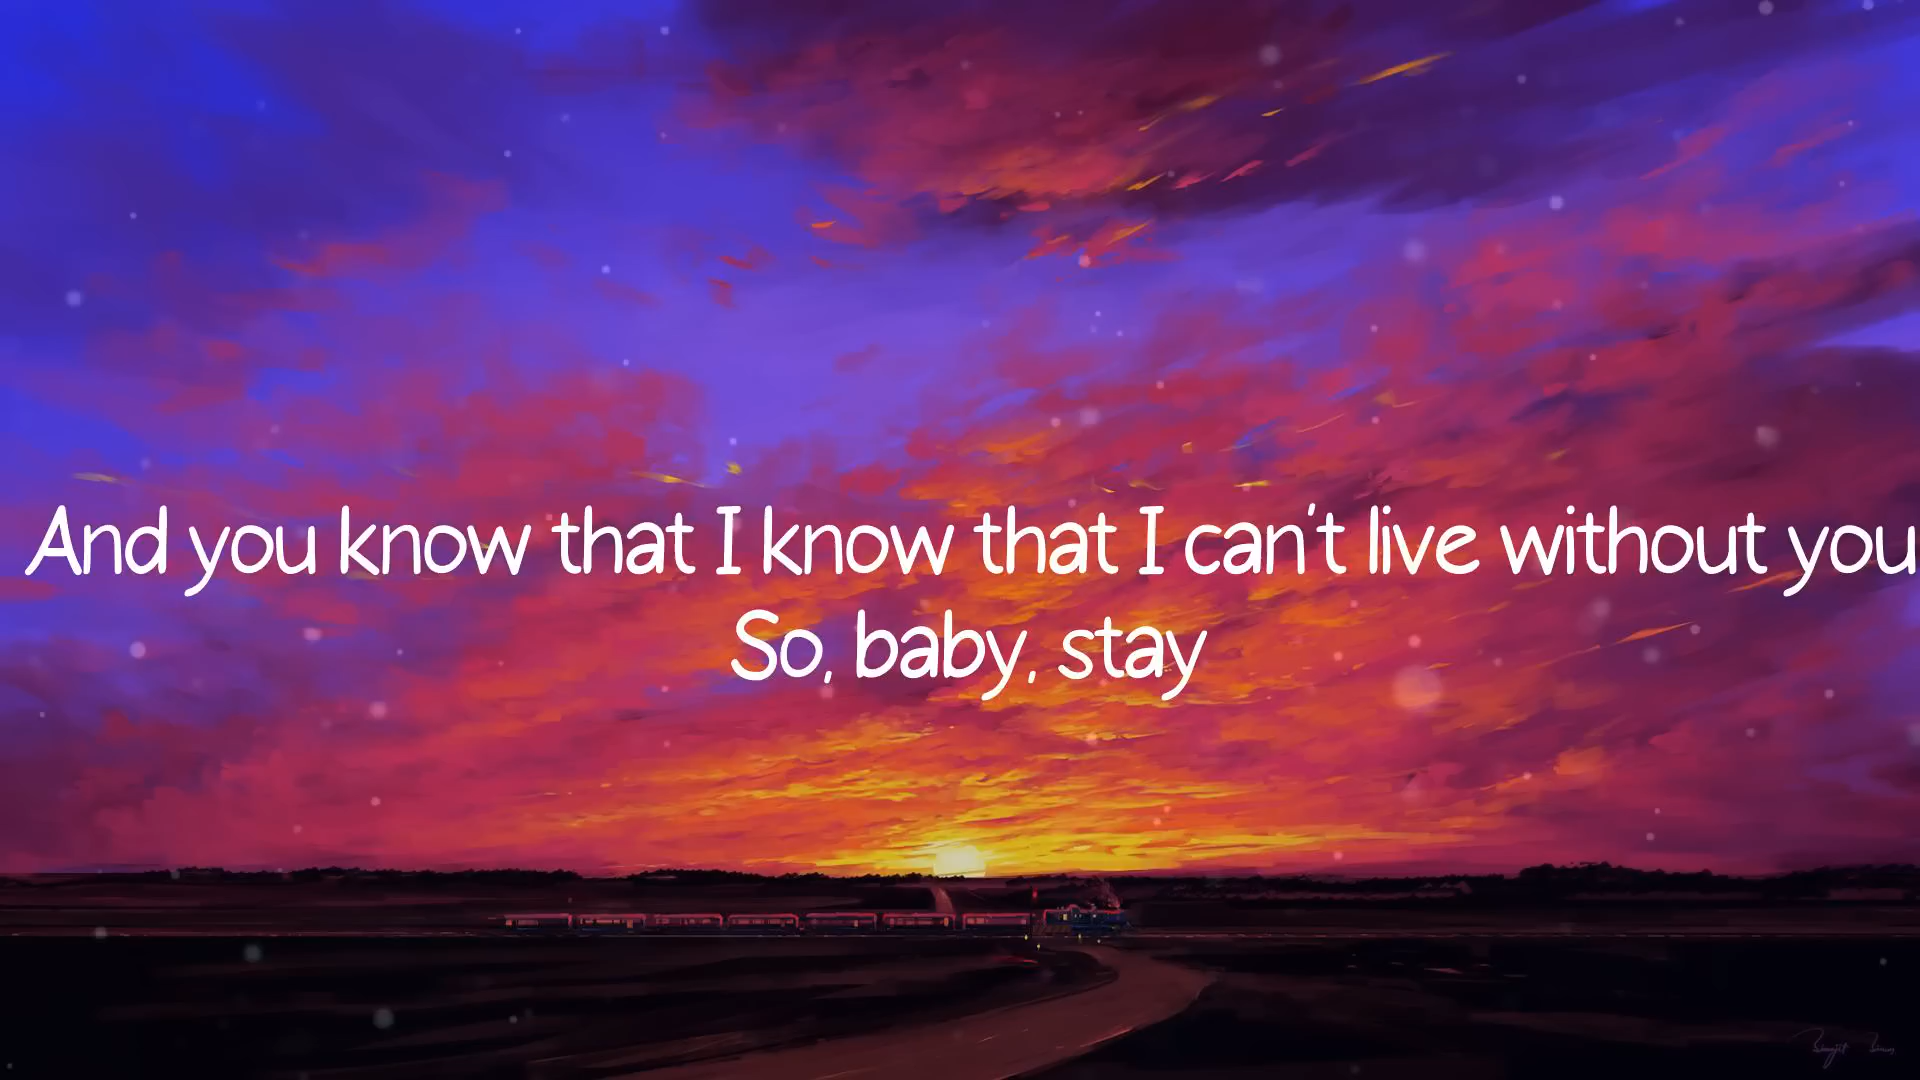 And you know that I know that I can't live without you
So, baby, stay